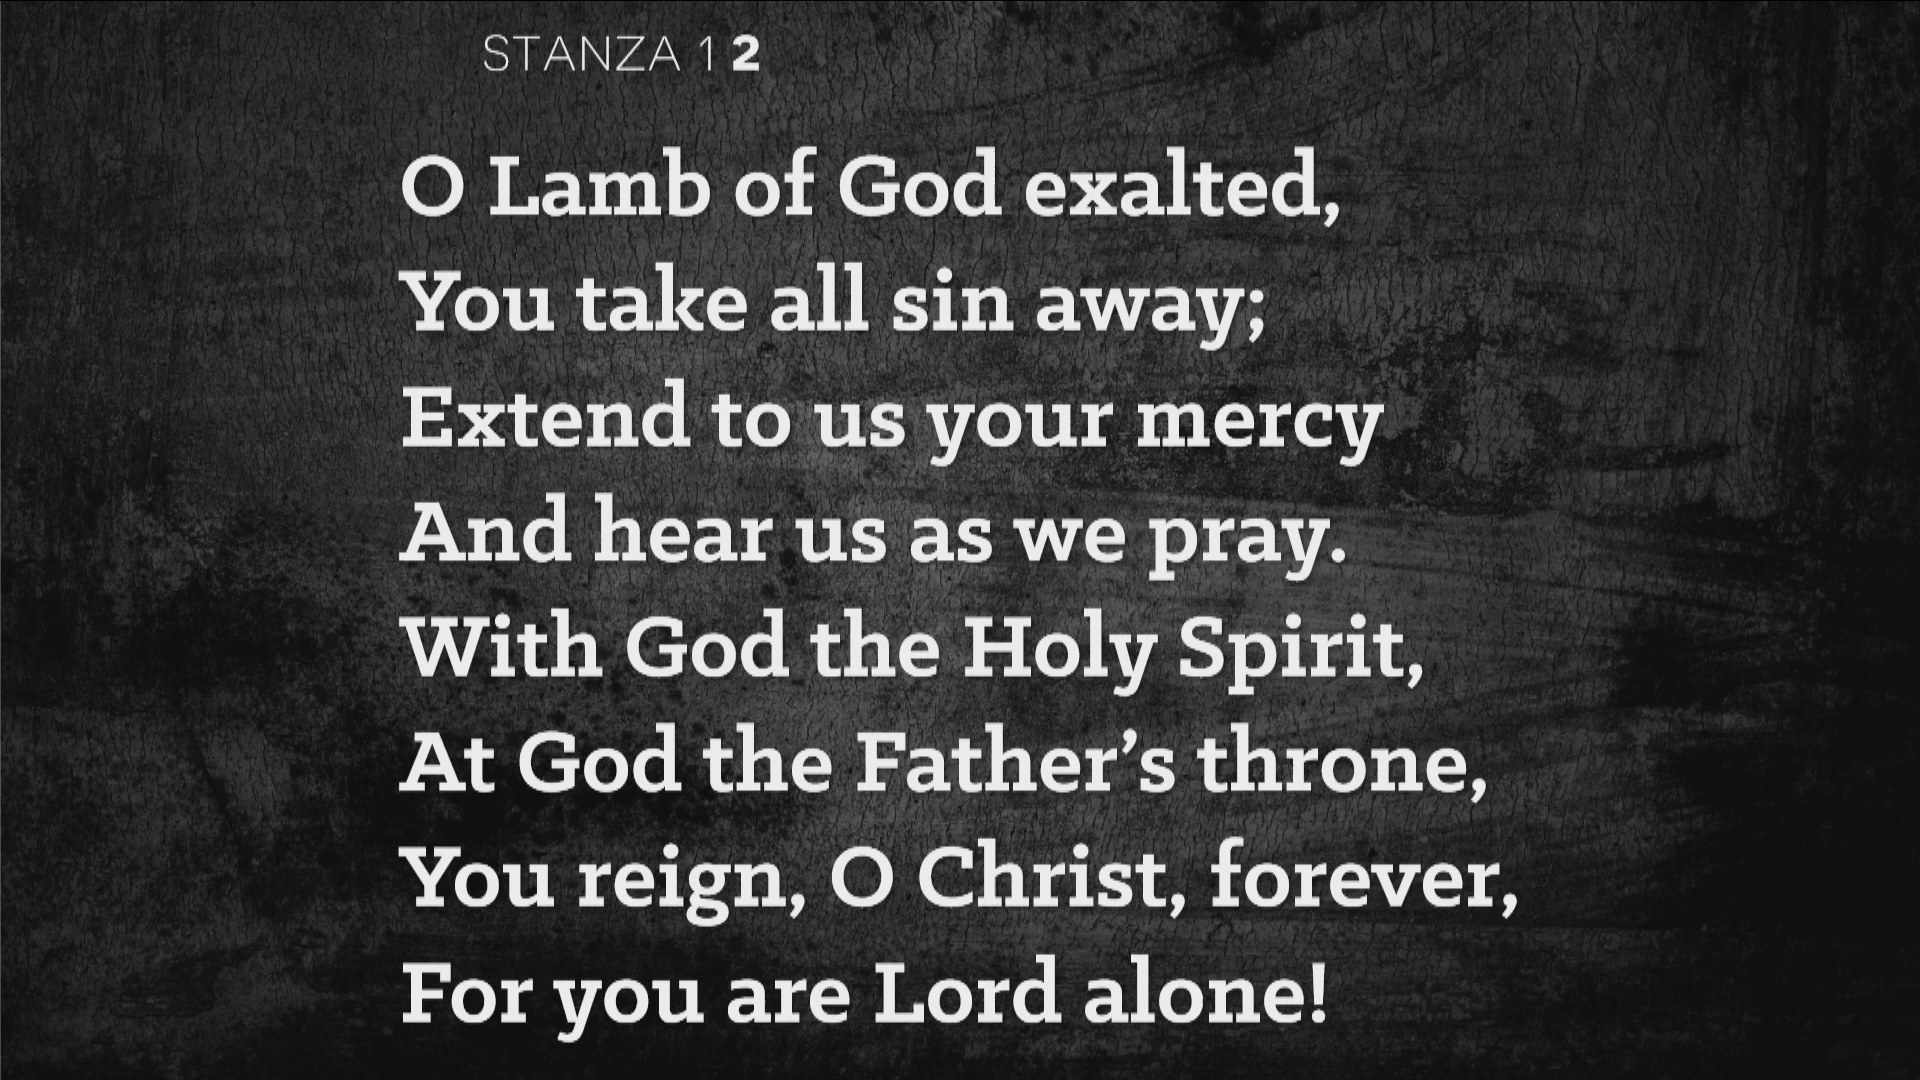 STANZA 1 2
O Lamb of God exalted,
You take all sin away;
Extend to us your mercy
And hear us as we pray.
With God the Holy Spirit,
At God the Father’s throne,
You reign, O Christ, forever,
For you are Lord alone!